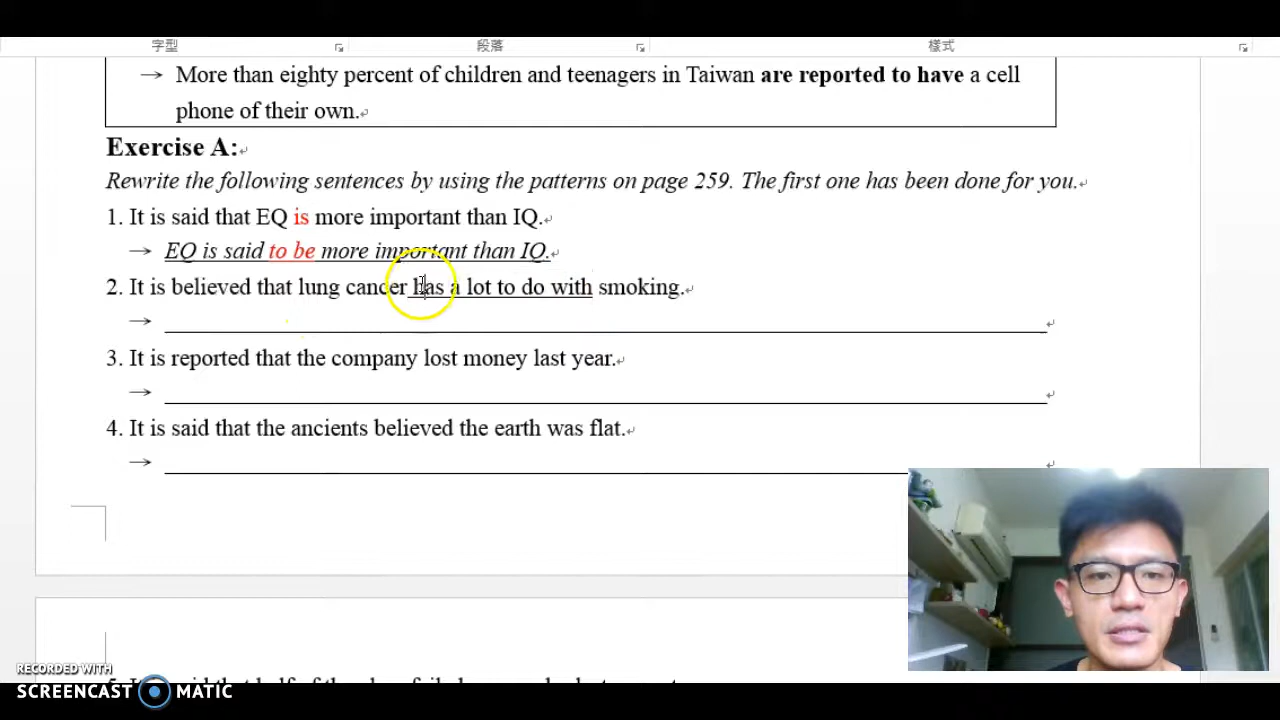 字型 段落 樣式
→ More than eighty percent of children and teenagers in Taiwan are reported to have a cell
phone of their own.
Exercise A:
Rewrite the following sentences by using the patterns on page 259. The first one has been done for you.
1. It is said that EQ is more important than IQ.
→ EQ is said to be more important than IQ.
2. It is believed that lung cancer has a lot to do with smoking.
→
3. It is reported that the company lost money last year.
→
4. It is said that the ancients believed the earth was flat.
→
RECORDED WITH
SCREENCAST MATIC